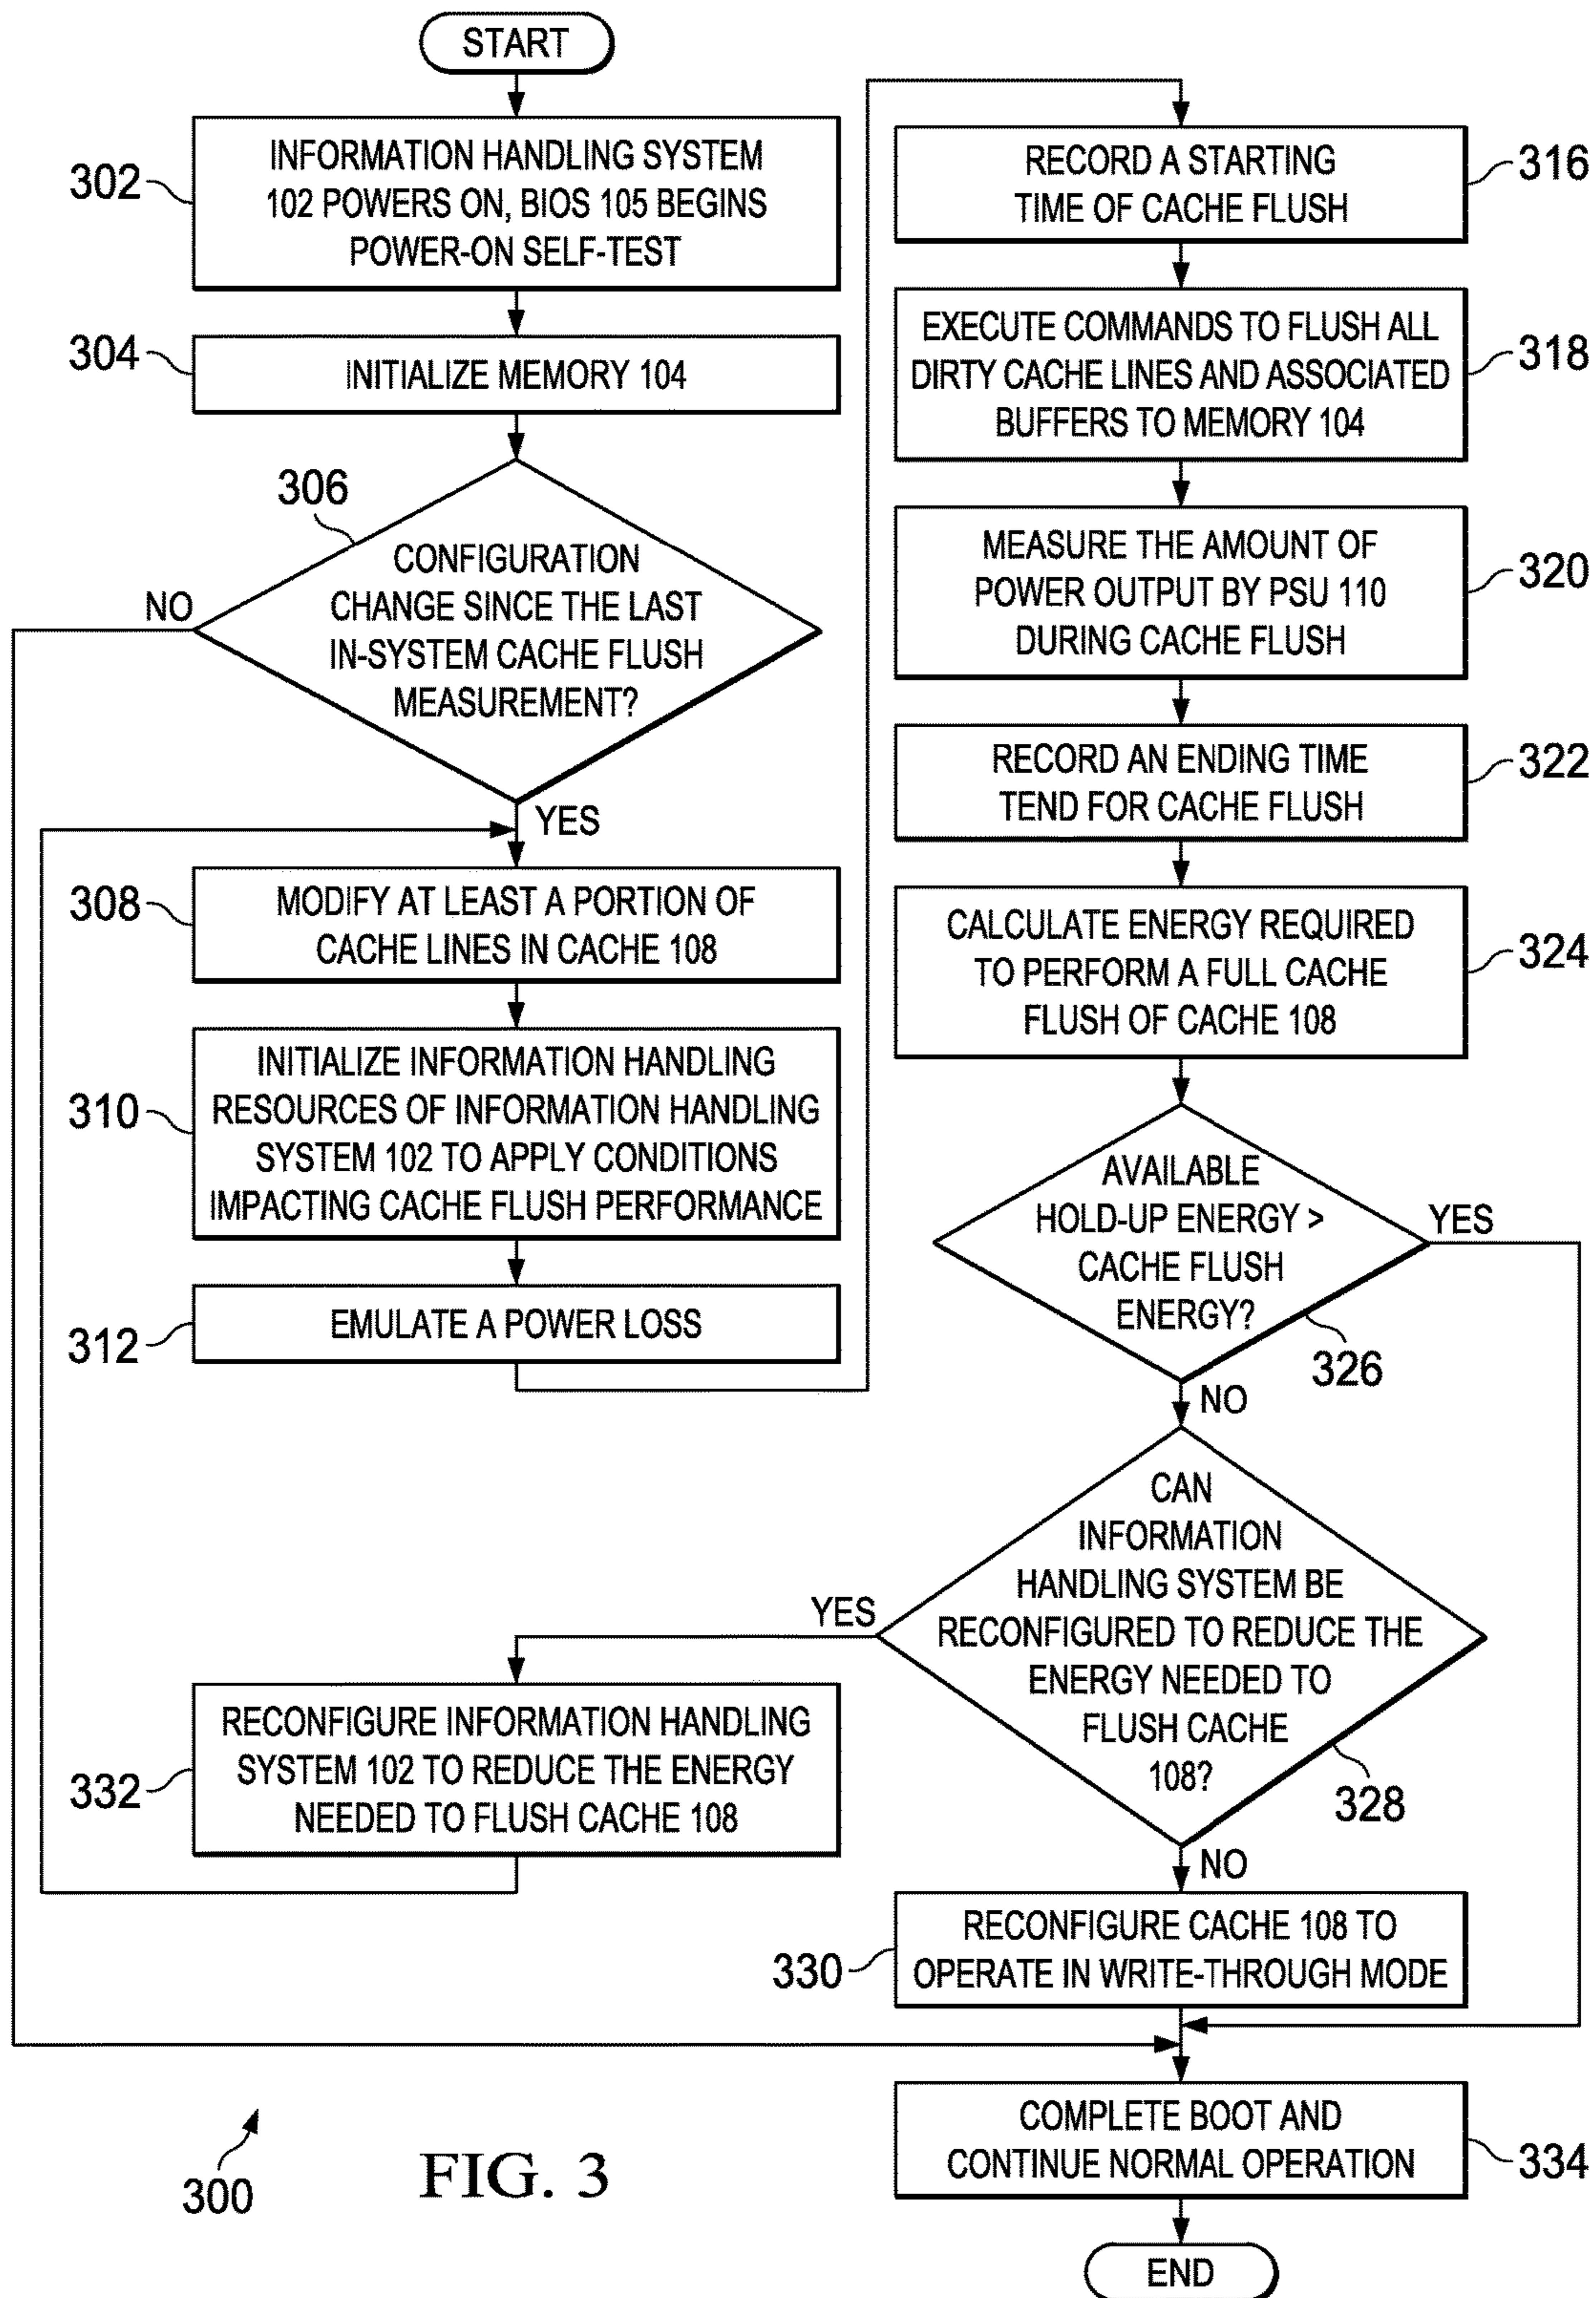 START
302
INFORMATION HANDLING SYSTEM
102 POWERS ON, BIOS 105 BEGINS
POWER-ON SELF-TEST
304
INITIALIZE MEMORY 104
306
CONFIGURATION
CHANGE SINCE THE LAST
IN-SYSTEM CACHE FLUSH
MEASUREMENT?
NO
YES
308
MODIFY AT LEAST A PORTION OF
CACHE LINES IN CACHE 108
310
INITIALIZE INFORMATION HANDLING
RESOURCES OF INFORMATION HANDLING
SYSTEM 102 TO APPLY CONDITIONS
IMPACTING CACHE FLUSH PERFORMANCE
312
EMULATE A POWER LOSS
RECORD A STARTING
TIME OF CACHE FLUSH
316
EXECUTE COMMANDS TO FLUSH ALL
DIRTY CACHE LINES AND ASSOCIATED
BUFFERS TO MEMORY 104
318
MEASURE THE AMOUNT OF
POWER OUTPUT BY PSU 110
DURING CACHE FLUSH
320
RECORD AN ENDING TIME
TEND FOR CACHE FLUSH
322
CALCULATE ENERGY REQUIRED
TO PERFORM A FULL CACHE
FLUSH OF CACHE 108
324
AVAILABLE
HOLD-UP ENERGY >
CACHE FLUSH
ENERGY?
YES
326
NO
CAN
INFORMATION
HANDLING SYSTEM BE
RECONFIGURED TO REDUCE THE
ENERGY NEEDED TO
FLUSH CACHE
108?
YES
328
NO
332
RECONFIGURE INFORMATION HANDLING
SYSTEM 102 TO REDUCE THE ENERGY
NEEDED TO FLUSH CACHE 108
330
RECONFIGURE CACHE 108 TO
OPERATE IN WRITE-THROUGH MODE
COMPLETE BOOT AND
CONTINUE NORMAL OPERATION
334
END
300
FIG. 3